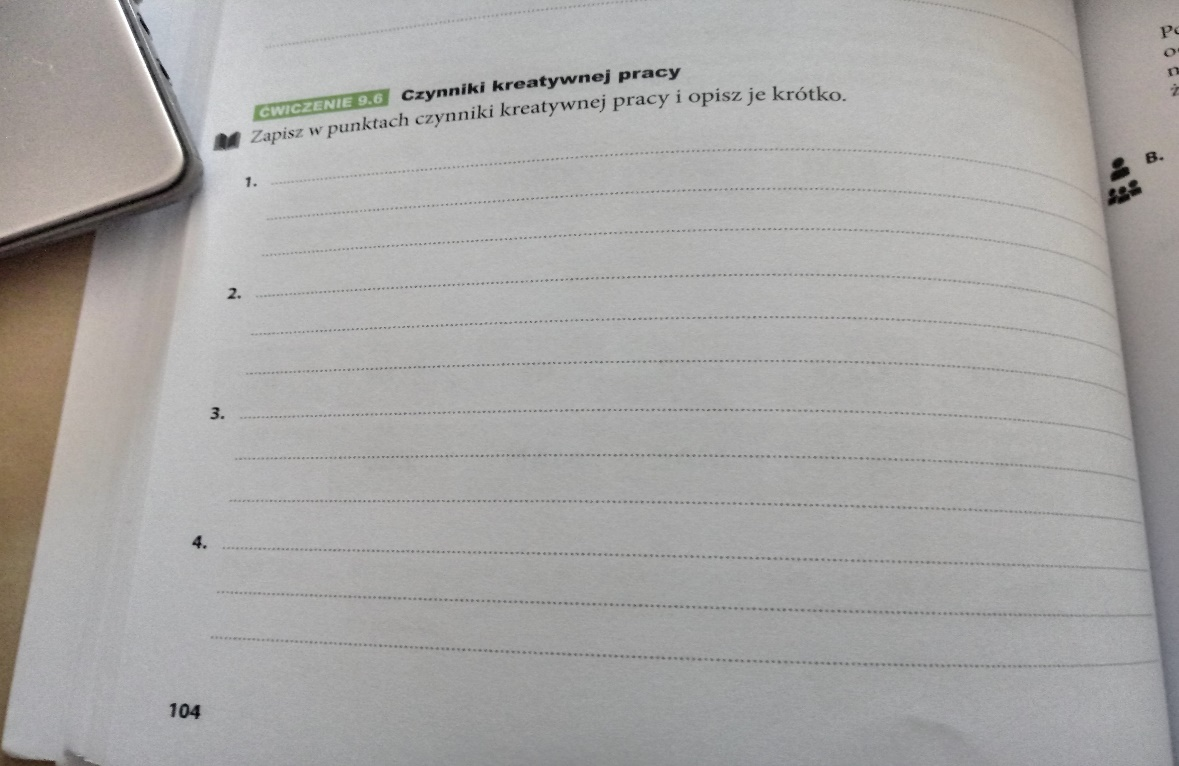 ĆWICZENIE 9.6 Czynniki kreatywnej pracy
Zapisz w punktach czynniki kreatywnej pracy i opisz je krótko.
1.
2.
3.
4.
104
B.